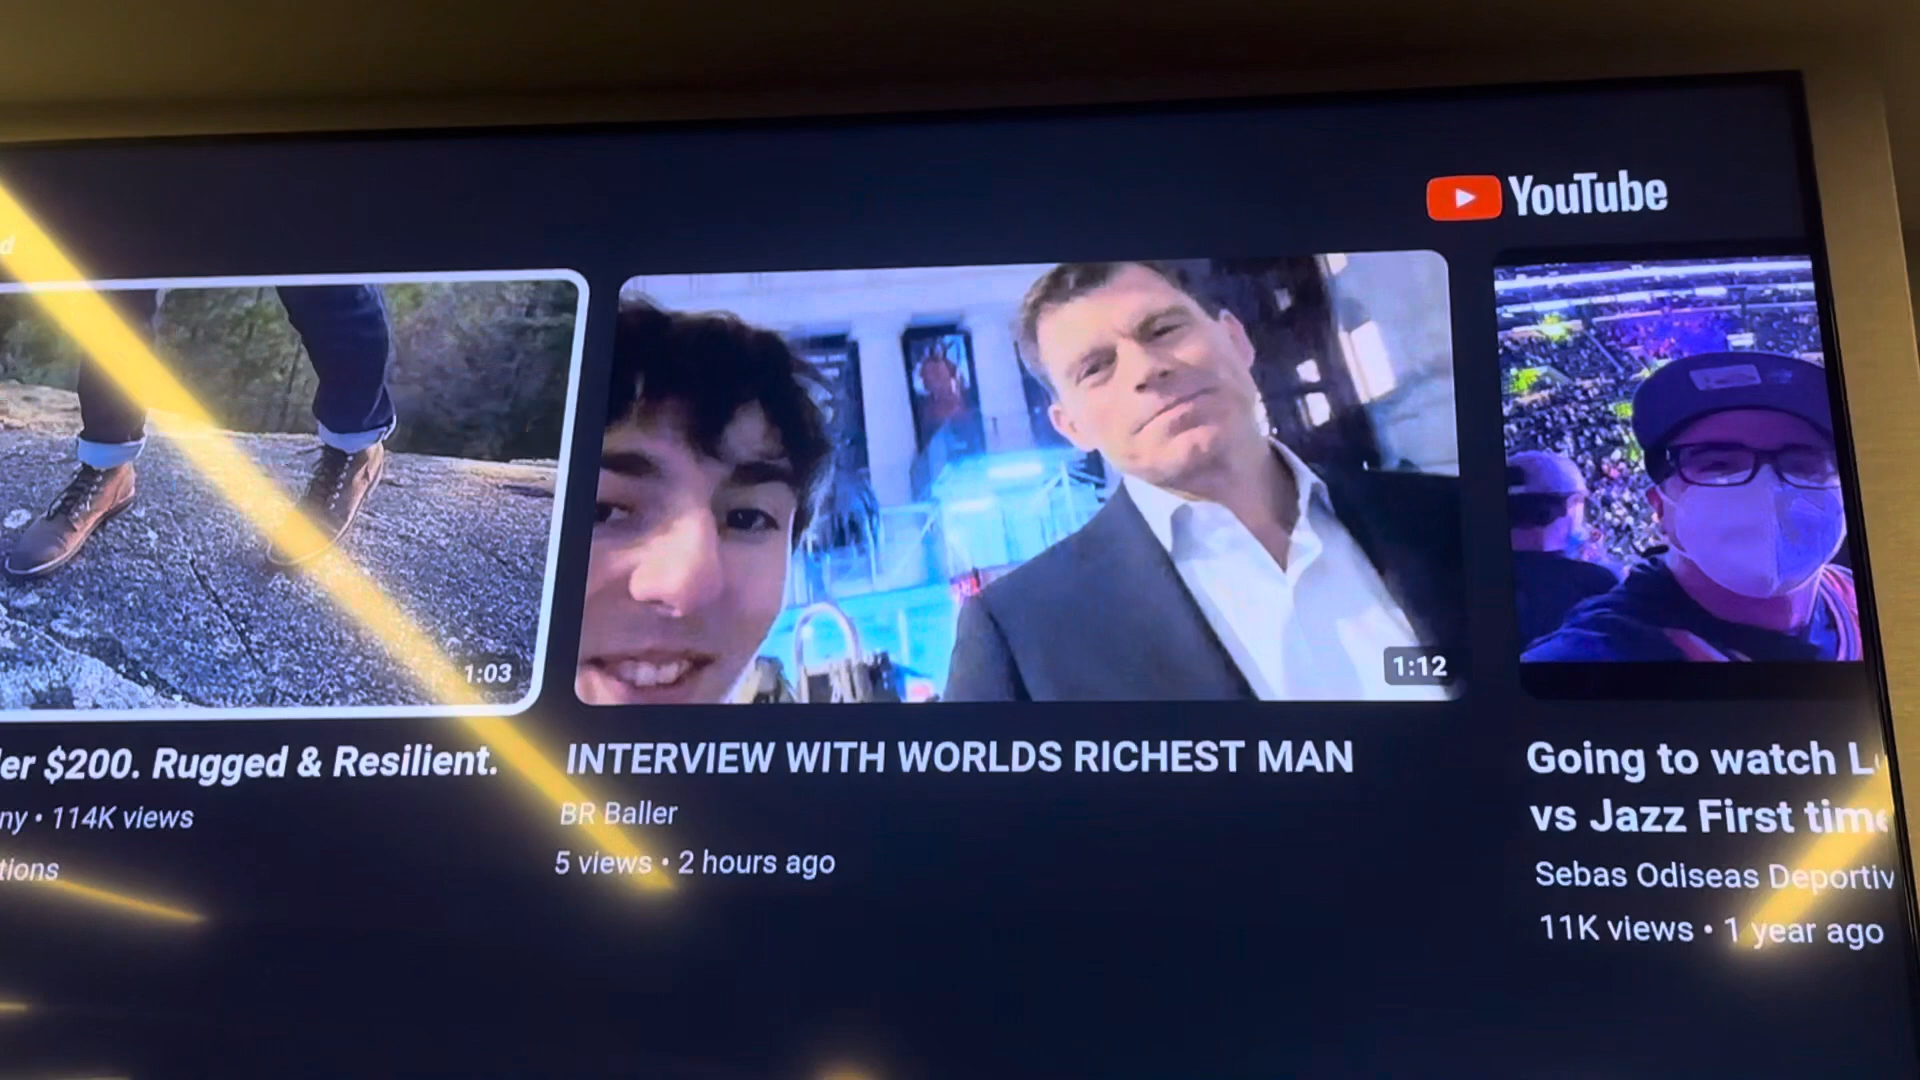 YouTube
d
1:03
1:12
er $200. Rugged & Resilient.
ny • 114K views
tions
INTERVIEW WITH WORLDS RICHEST MAN
BR Baller
5 views • 2 hours ago
Going to watch L
vs Jazz First time
Sebas Odiseas Deportiv
11K views • 1 year ago